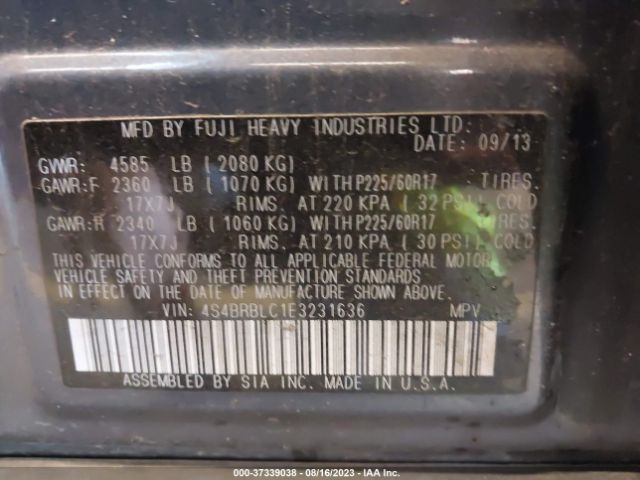 MFD BY FUJI HEAVY INDUSTRIES LTD.
DATE: 09/13
GVWR: 4585 LB ( 2080 KG)
GAWR:F 2360 LB ( 1070 KG) WITH P225/60R17 TIRES.
17X7J RIMS. AT 220 KPA ( 32 PSI) COLD
GAWR:R 2340 LB ( 1060 KG) WITH P225/60R17 TIRES.
17X7J RIMS. AT 210 KPA ( 30 PSI) COLD
THIS VEHICLE CONFORMS TO ALL APPLICABLE FEDERAL MOTOR
VEHICLE SAFETY AND THEFT PREVENTION STANDARDS
IN EFFECT ON THE DATE OF MANUFACTURE SHOWN ABOVE.
VIN: 4S4BRBLC1E3231636 MPV
ASSEMBLED BY SIA INC. MADE IN U.S.A.
000-37339038 - 08/16/2023 - IAA Inc.